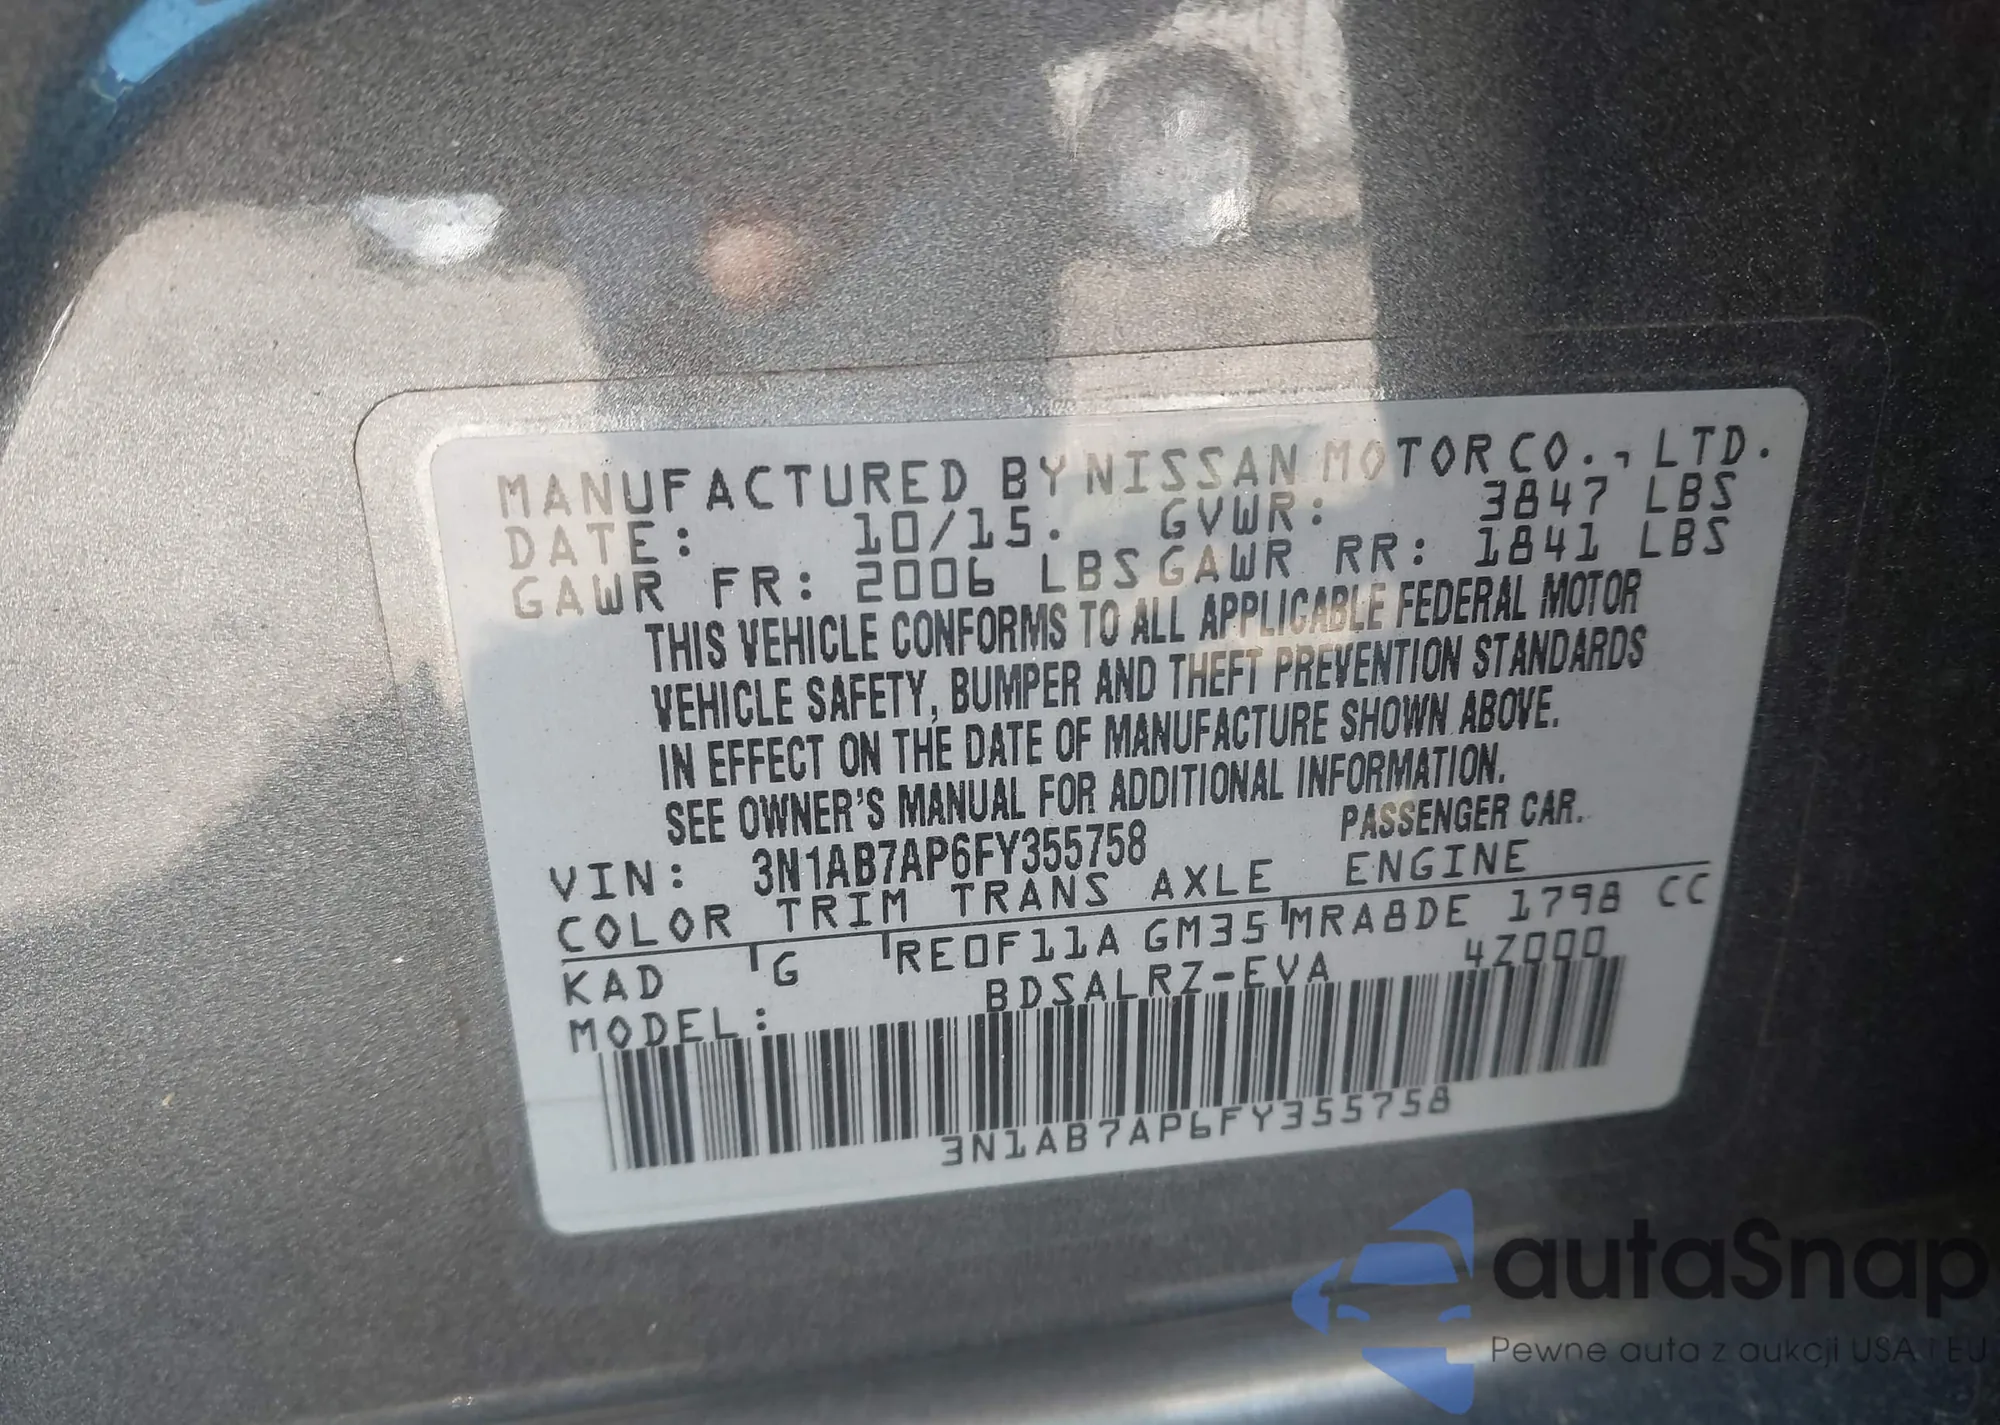 MANUFACTURED BY NISSAN MOTOR CO., LTD.
DATE: 10/15. GVWR: 3847 LBS
GAWR FR: 2006 LBS GAWR RR: 1841 LBS
THIS VEHICLE CONFORMS TO ALL APPLICABLE FEDERAL MOTOR
VEHICLE SAFETY, BUMPER AND THEFT PREVENTION STANDARDS
IN EFFECT ON THE DATE OF MANUFACTURE SHOWN ABOVE.
SEE OWNER'S MANUAL FOR ADDITIONAL INFORMATION.
VIN: 3N1AB7AP6FY355758 PASSENGER CAR.
COLOR TRIM TRANS AXLE ENGINE
KAD G RE0F11A GM35 MRA8DE 1798 CC
MODEL: BDSALRZ-EVA 4Z000
3N1AB7AP6FY355758
autaSnap
Pewne auta z aukcji USA i EU